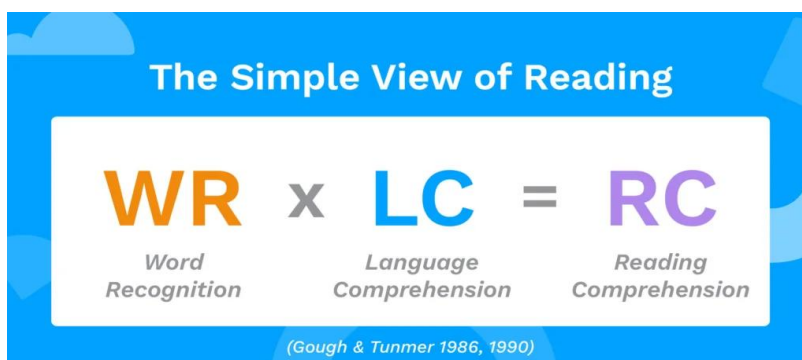 The Simple View of Reading
WR x LC = RC
Word Recognition
Language Comprehension
Reading Comprehension
(Gough & Tunmer 1986, 1990)